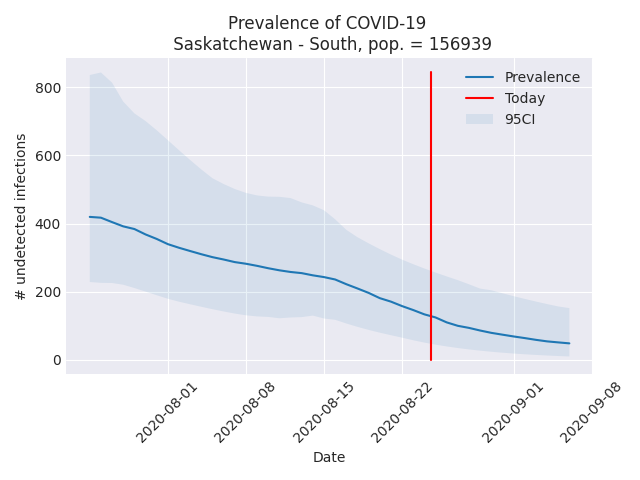 Prevalence of COVID-19
Saskatchewan - South, pop. = 156939
800
600
400
200
0
# undetected infections
Prevalence
Today
95CI
2020-08-01
2020-08-08
2020-08-15
2020-08-22
2020-09-01
2020-09-08
Date